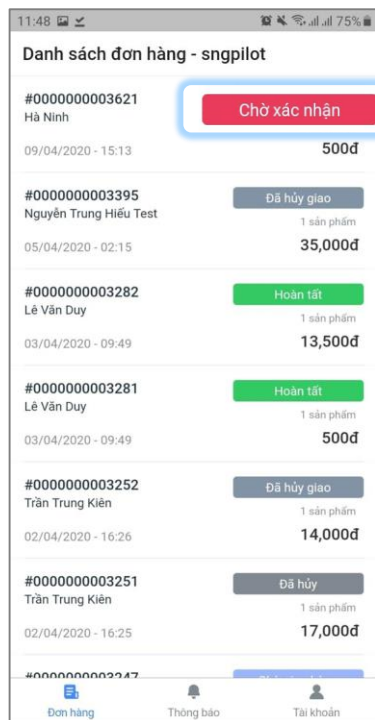 11:48 75%
Danh sách đơn hàng - sngpilot
#0000000003621
Chờ xác nhận
Hà Ninh
09/04/2020 - 15:13 500đ
#0000000003395 Đã hủy giao
Nguyễn Trung Hiếu Test
1 sản phẩm
05/04/2020 - 02:15 35,000đ
#0000000003282 Hoàn tất
Lê Văn Duy
1 sản phẩm
03/04/2020 - 09:49 13,500đ
#0000000003281 Hoàn tất
Lê Văn Duy
1 sản phẩm
03/04/2020 - 09:49 500đ
#0000000003252 Đã hủy giao
Trần Trung Kiên
1 sản phẩm
02/04/2020 - 16:26 14,000đ
#0000000003251 Đã hủy
Trần Trung Kiên
1 sản phẩm
02/04/2020 - 16:25 17,000đ
#0000000003247
Đơn hàng Thông báo Tài khoản